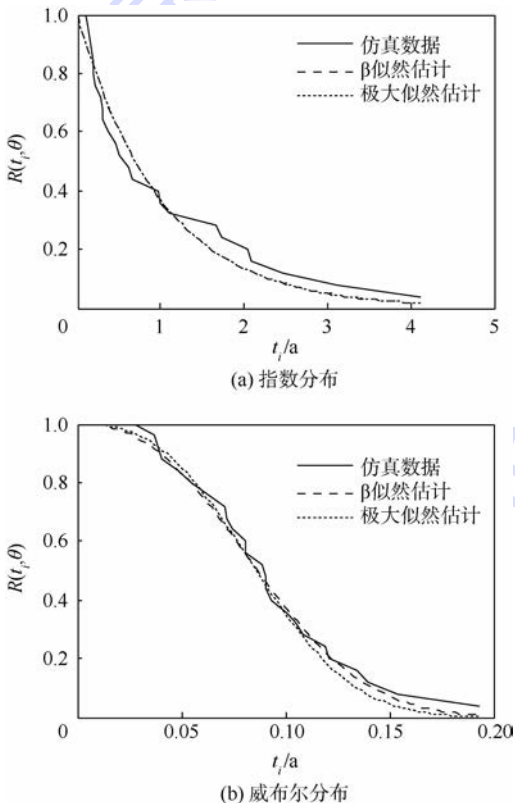 1.0
0.8
0.6
0.4
0.2
0
R(t_i,θ)
仿真数据
β似然估计
极大似然估计
1 2 3 4 5
t_i/a
(a) 指数分布
1.0
0.8
0.6
0.4
0.2
0
R(t_i,θ)
仿真数据
β似然估计
极大似然估计
0.05 0.10 0.15 0.20
t_i/a
(b) 威布尔分布